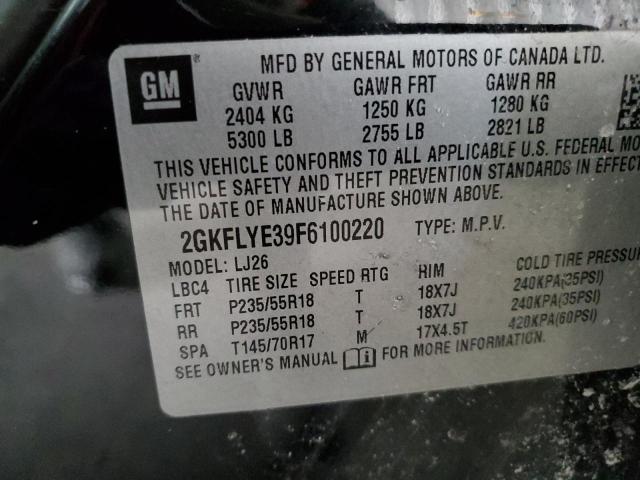 GM ®
MFD BY GENERAL MOTORS OF CANADA LTD.
GVWR GAWR FRT GAWR RR
2404 KG 1250 KG 1280 KG
5300 LB 2755 LB 2821 LB
THIS VEHICLE CONFORMS TO ALL APPLICABLE U.S. FEDERAL MO
VEHICLE SAFETY AND THEFT PREVENTION STANDARDS IN EFFECT
THE DATE OF MANUFACTURE SHOWN ABOVE.
2GKFLYE39F6100220 TYPE: M.P.V.
MODEL: LJ26
LBC4 TIRE SIZE SPEED RTG RIM COLD TIRE PRESSUR
FRT P235/55R18 T 18X7J 240KPA(35PSI)
RR P235/55R18 T 18X7J 240KPA(35PSI)
SPA T145/70R17 M 17X4.5T 420KPA(60PSI)
SEE OWNER'S MANUAL FOR MORE INFORMATION.